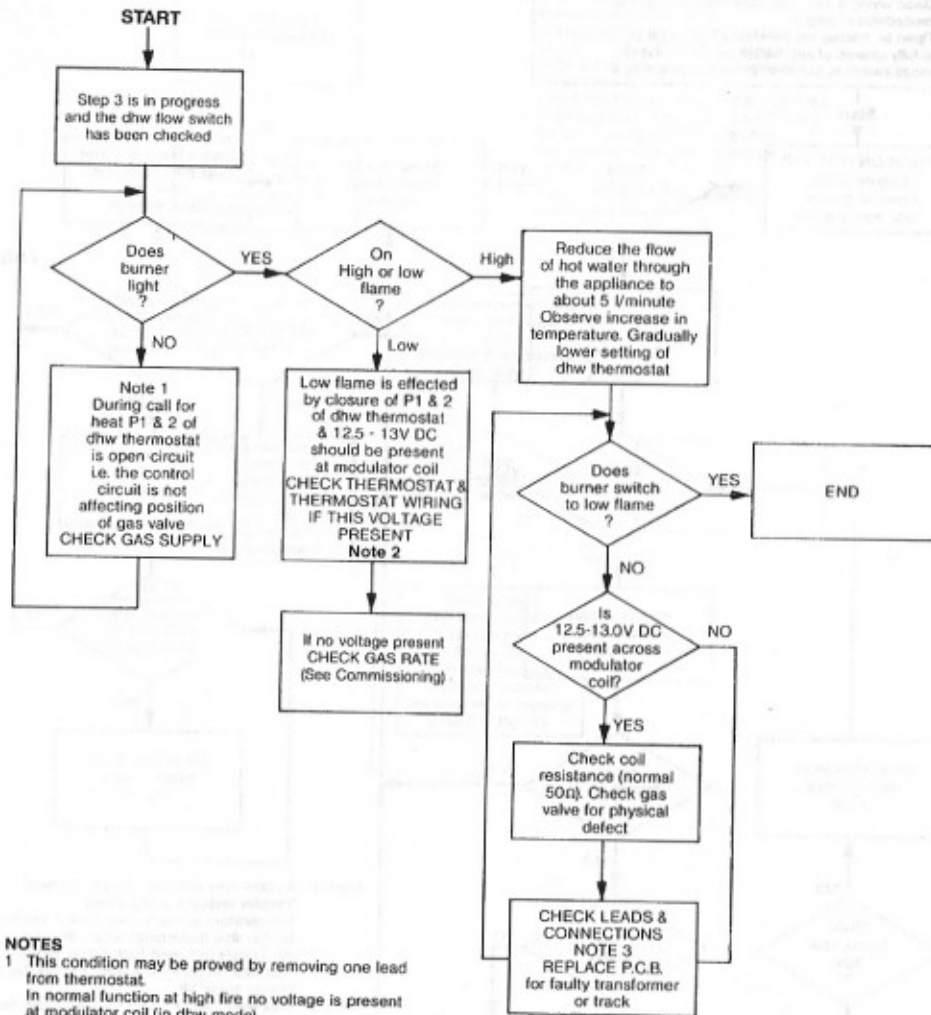 START
Step 3 is in progress
and the dhw flow switch
has been checked
Does
burner
light
?
YES
NO
Note 1
During call for
heat P1 & 2 of
dhw thermostat
is open circuit
i.e. the control
circuit is not
affecting position
of gas valve
CHECK GAS SUPPLY
On
High or low
flame
?
High
Low
Low flame is effected
by closure of P1 & 2
of dhw thermostat
& 12.5 - 13V DC
should be present
at modulator coil
CHECK THERMOSTAT &
THERMOSTAT WIRING
IF THIS VOLTAGE
PRESENT
Note 2
If no voltage present
CHECK GAS RATE
(See Commissioning)
Reduce the flow
of hot water through
the appliance to
about 5 l/minute
Observe increase in
temperature. Gradually
lower setting of
dhw thermostat
Does
burner switch
to low flame
?
YES
END
NO
Is
12.5-13.0V DC
present across
modulator
coil?
NO
YES
Check coil
resistance (normal
50Ω). Check gas
valve for physical
defect
CHECK LEADS &
CONNECTIONS
NOTE 3
REPLACE P.C.B.
for faulty transformer
or track
NOTES
1 This condition may be proved by removing one lead
from thermostat.
In normal function at high fire no voltage is present
at modulator coil (in dhw mode)